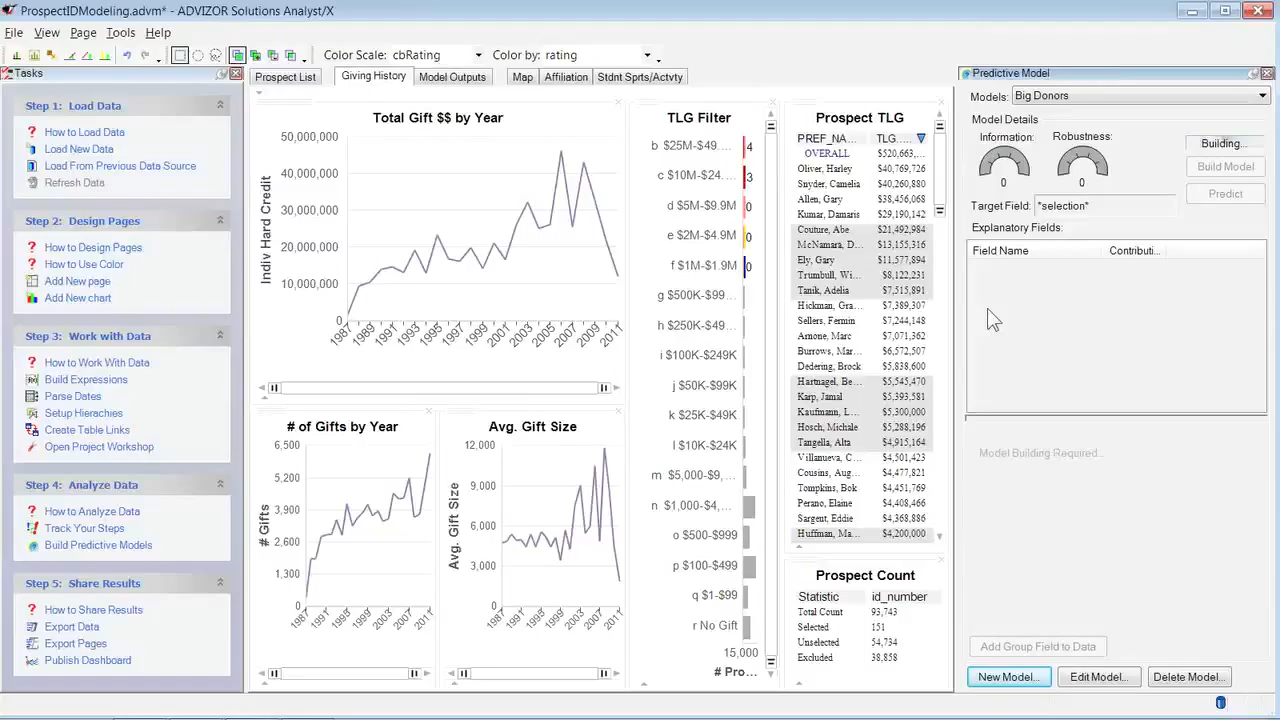 ProspectIDModeling.advm* - ADVIZOR Solutions Analyst/X
File View Page Tools Help
Color Scale: cbRating Color by: rating
Tasks
Step 1: Load Data
How to Load Data
Load New Data
Load From Previous Data Source
Refresh Data
Step 2: Design Pages
How to Design Pages
How to Use Color
Add New page
Add New chart
Step 3: Work with Data
How to Work With Data
Build Expressions
Parse Dates
Setup Hierachies
Create Table Links
Open Project Workshop
Step 4: Analyze Data
How to Analyze Data
Track Your Steps
Build Predictive Models
Step 5: Share Results
How to Share Results
Export Data
Export Pages
Publish Dashboard
Prospect List Giving History Model Outputs Map Affiliation Stdnt Sprts/Actvty
Total Gift $$ by Year
Indiv Hard Credit
50,000,000
40,000,000
30,000,000
20,000,000
10,000,000
0
1987 1989 1991 1993 1995 1997 1999 2001 2003 2005 2007 2009 2011
# of Gifts by Year
# Gifts
6,500
5,200
3,900
2,600
1,300
0
1987 1991 1995 1999 2003 2007 2011
Avg. Gift Size
Avg. Gift Size
12,000
9,000
6,000
3,000
0
1987 1991 1995 1999 2003 2007 2011
TLG Filter
b $25M-$49. ... 4
c $10M-$24. ... 3
d $5M-$9.9M 0
e $2M-$4.9M 0
f $1M-$1.9M 0
g $500K-$99...
h $250K-$49...
i $100K-$249K
j $50K-$99K
k $25K-$49K
l $10K-$24K
m $5,000-$9,...
n $1,000-$4,...
o $500-$999
p $100-$499
q $1-$99
r No Gift
15,000
# Pro...
Prospect TLG
PREF_NA... TLG....
OVERALL $520,663,...
Oliver, Harley $40,769,726
Snyder, Camelia $40,260,880
Allen, Gary $38,456,068
Kumar, Damaris $29,190,142
Couture, Abe $21,492,984
McNamara, D... $13,155,316
Ely, Gary $11,577,894
Trumbull, Wi... $8,122,231
Tanik, Adelia $7,515,891
Hickman, Gra... $7,389,307
Sellers, Fermin $7,244,148
Arnone, Marc $7,071,362
Burrows, Mar... $6,572,507
Dedering, Brock $5,838,600
Hartnagel, Be... $5,545,470
Karp, Jamal $5,393,581
Kaufmann, L... $5,300,000
Hosch, Michale $5,288,196
Tangella, Alta $4,915,164
Villanueva, C... $4,501,423
Cousins, Aug... $4,477,821
Tompkins, Bok $4,451,769
Perano, Elaine $4,408,466
Sargent, Eddie $4,368,886
Huffman, Ma... $4,200,000
Prospect Count
Statistic id_number
Total Count 93,743
Selected 151
Unselected 54,734
Excluded 38,858
Predictive Model
Models: Big Donors
Model Details
Information: Robustness:
0 0
Building...
Build Model
Predict
Target Field: *selection*
Explanatory Fields:
Field Name Contributi...
Model Building Required...
Add Group Field to Data
New Model... Edit Model... Delete Model...